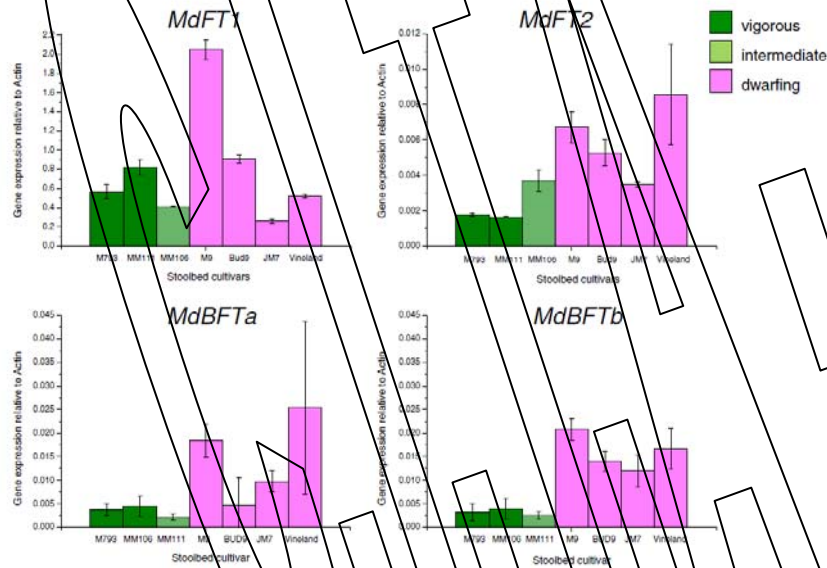 MdFT1
Gene expression relative to Actin
2.0
1.8
1.6
1.4
1.2
1.0
0.8
0.6
0.4
0.2
0.0
M793 MM111 MM106 M9 Bud9 JM7 Vineland
Stoolbed cultivars
MdFT2
Gene expression relative to Actin
0.012
0.010
0.008
0.006
0.004
0.002
0.000
M793 MM111 MM106 M9 Bud9 JM7 Vineland
Stoolbed cultivars
vigorous
intermediate
dwarfing
MdBFTa
Gene expression relative to Actin
0.045
0.040
0.035
0.030
0.025
0.020
0.015
0.010
0.005
0.000
M793 MM106 MM111 M9 BUD9 JM7 Vineland
Stoolbed cultivar
MdBFTb
Gene expression relative to Actin
0.045
0.040
0.035
0.030
0.025
0.020
0.015
0.010
0.005
0.000
M793 MM106 MM111 M9 BUD9 JM7 Vineland
Stoolbed cultivar